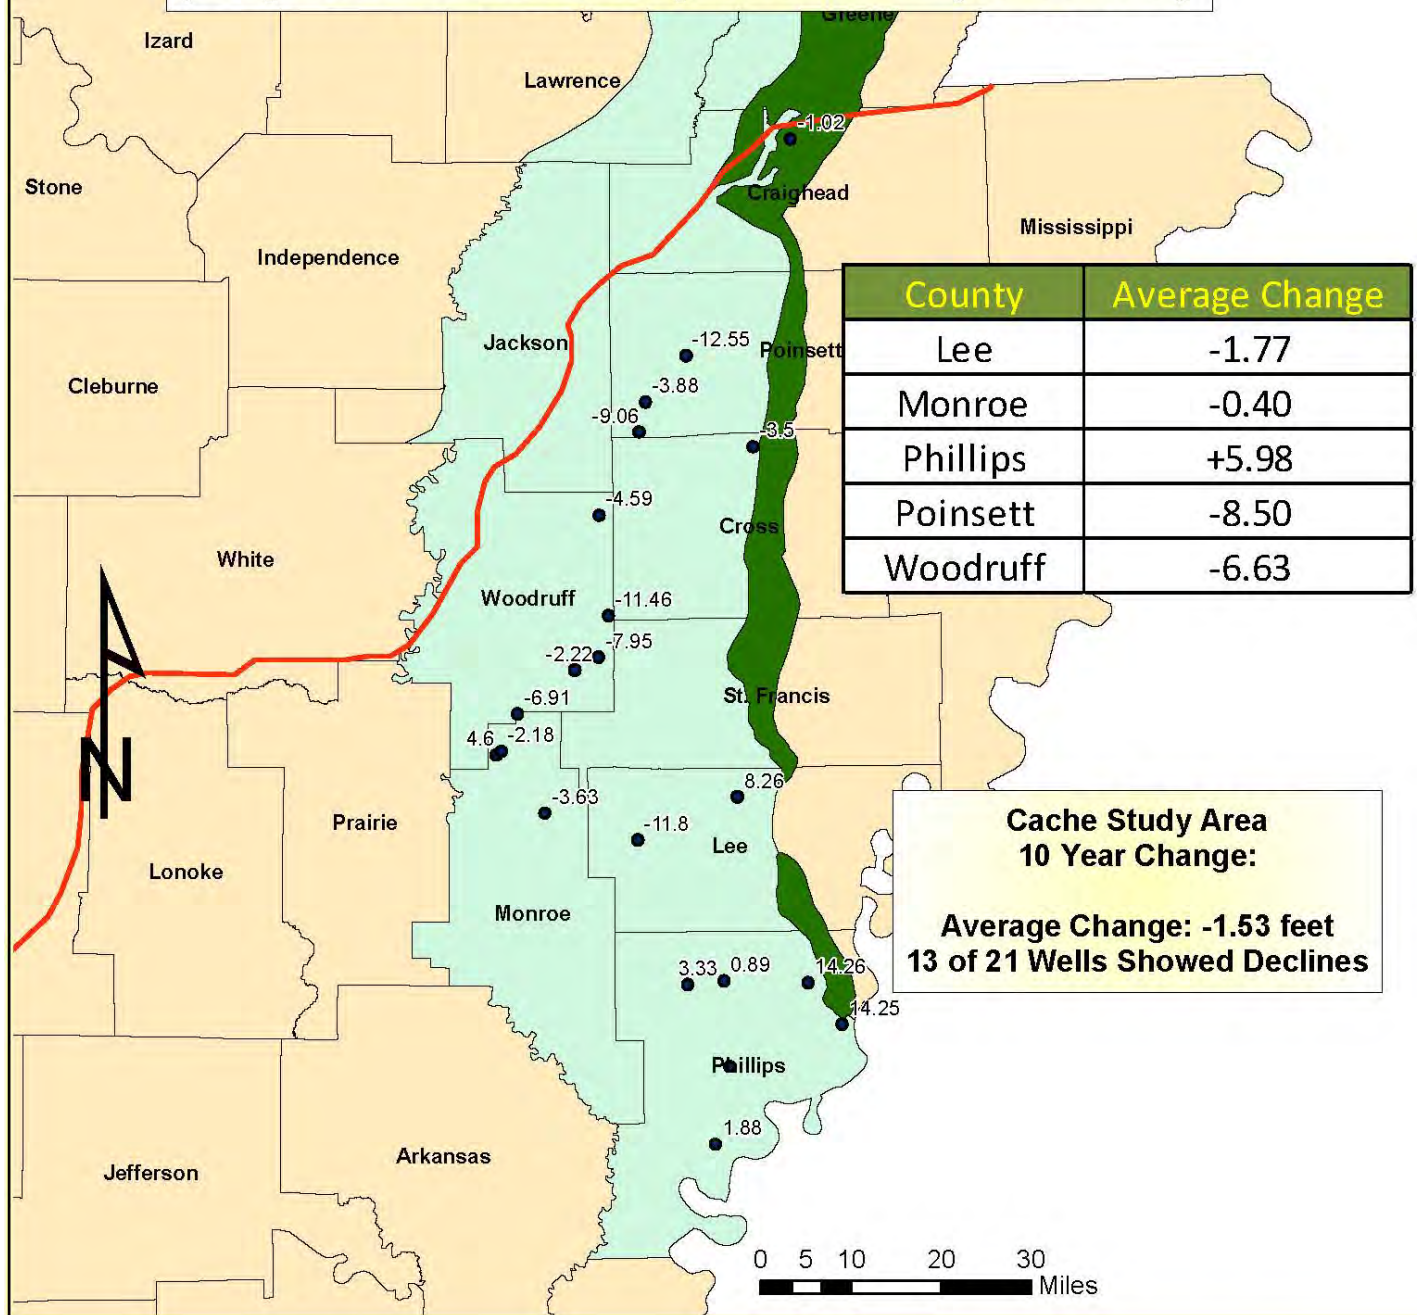 Greene
Izard
Lawrence
-1.02
Stone
Craighead
Mississippi
Independence
County Average Change
Lee -1.77
Monroe -0.40
Phillips +5.98
Poinsett -8.50
Woodruff -6.63
Jackson
-12.55
Poinsett
Cleburne
-3.88
-9.06
-3.5
-4.59
Cross
White
Woodruff
-11.46
-7.95
-2.22
St. Francis
-6.91
4.6
-2.18
N
8.26
-3.63
Prairie
-11.8
Lee
Lonoke
Monroe
Cache Study Area
10 Year Change:
Average Change: -1.53 feet
13 of 21 Wells Showed Declines
3.33
0.89
14.26
14.25
Phillips
1.88
Arkansas
Jefferson
0 5 10 20 30
Miles